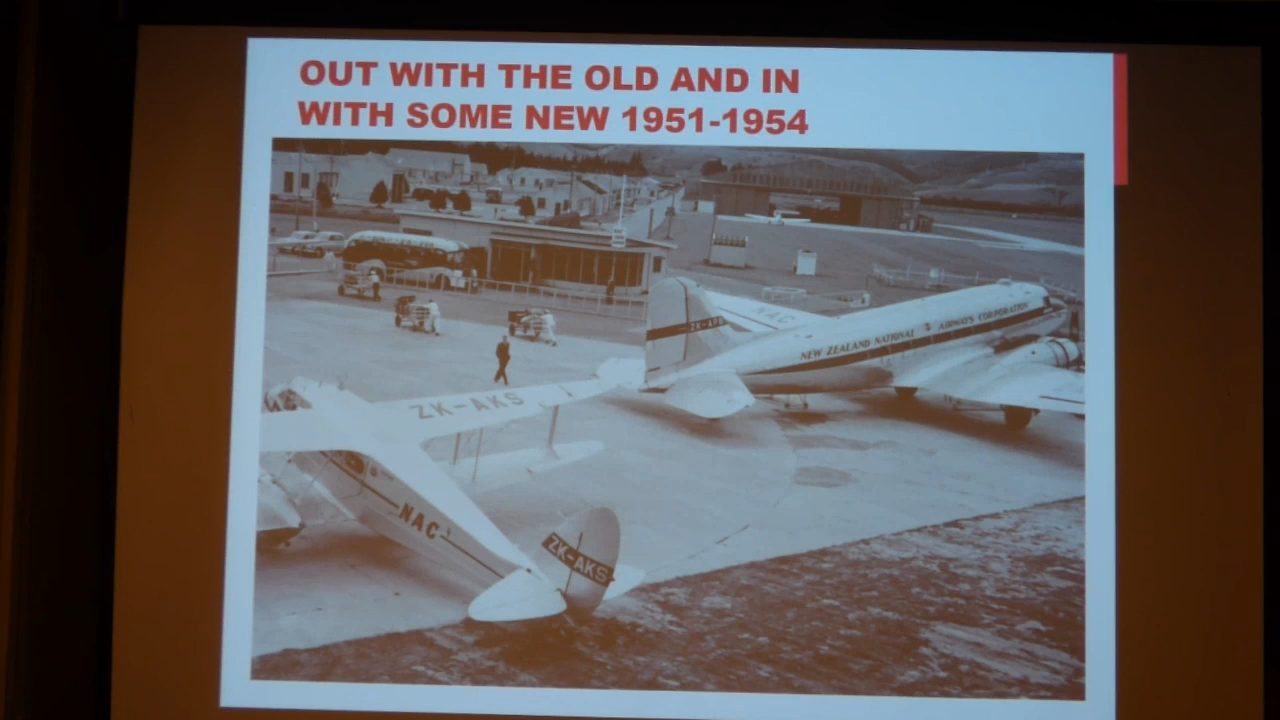 OUT WITH THE OLD AND IN
WITH SOME NEW 1951-1954
NAC
NEW ZEALAND NATIONAL AIRWAYS CORPORATION
ZK-AKS
NAC
ZK-AKS